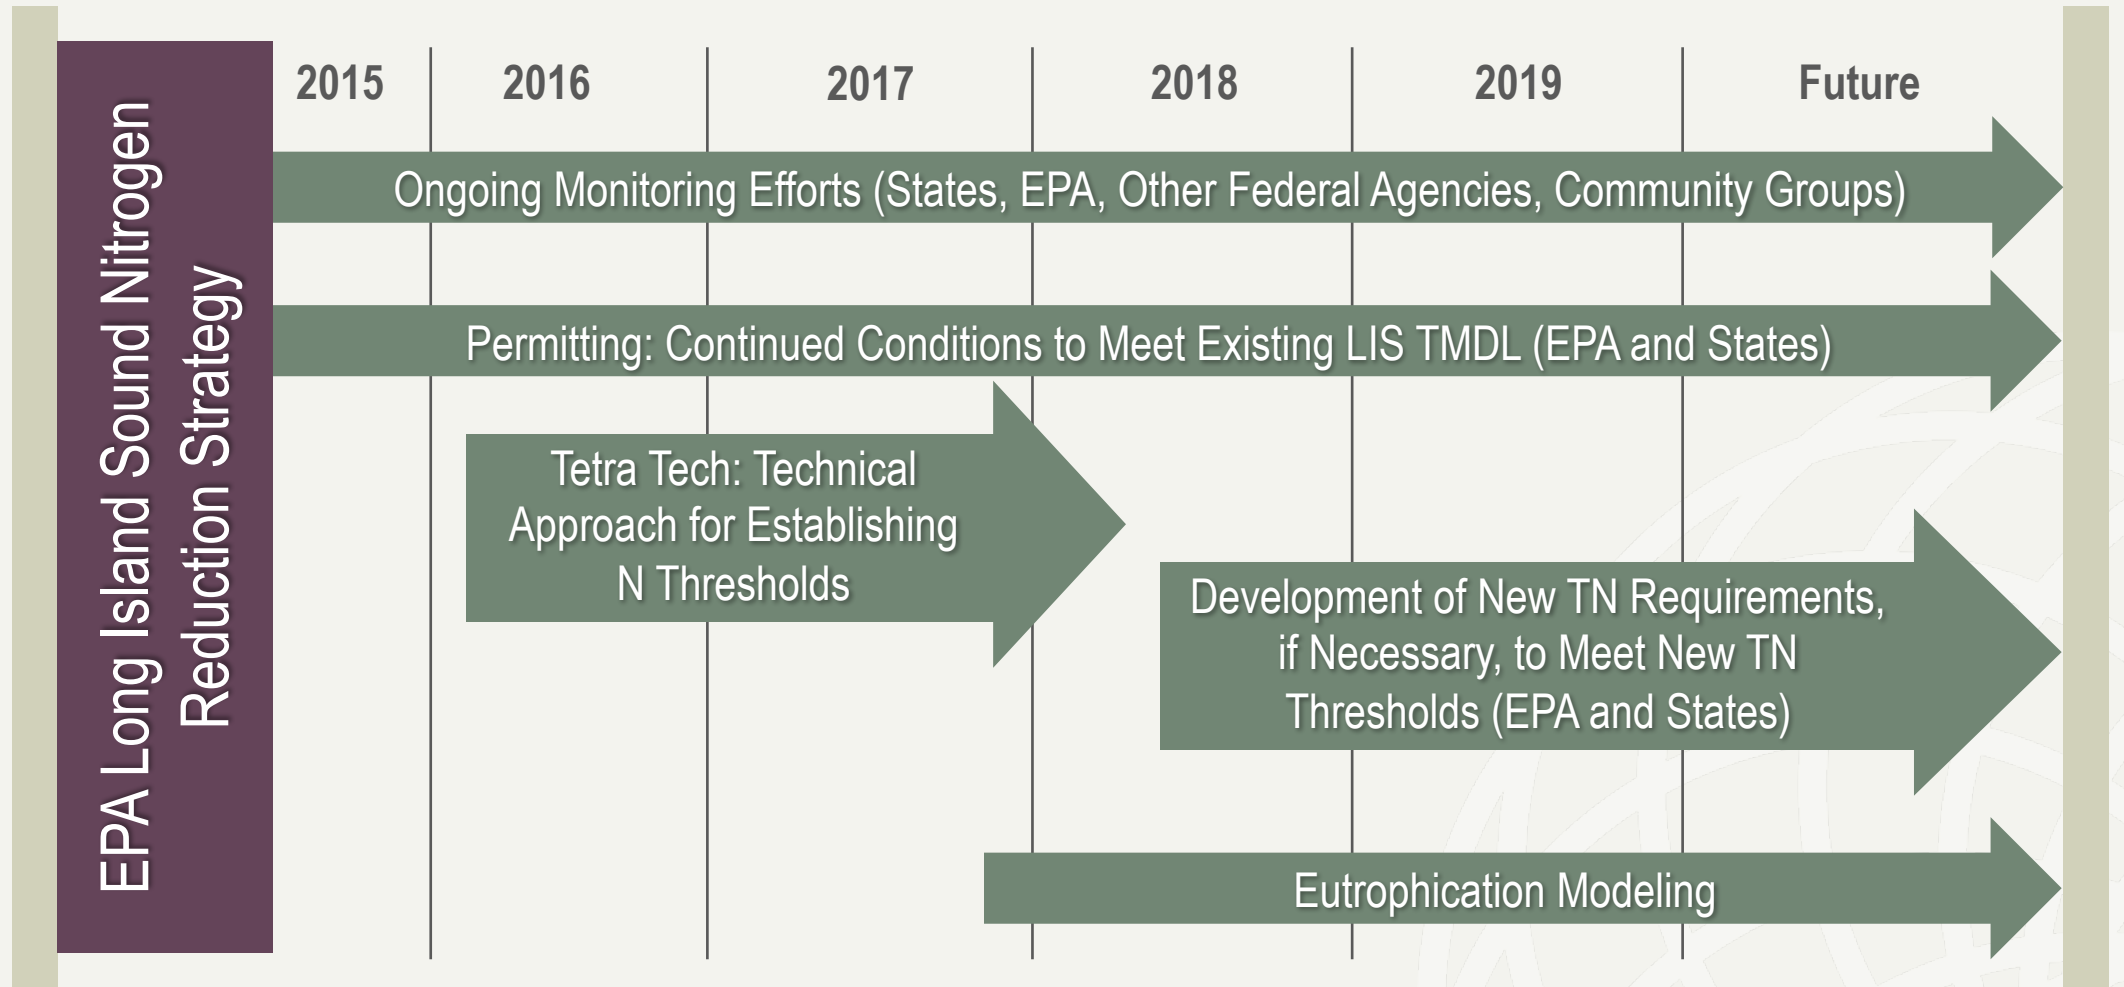 EPA Long Island Sound Nitrogen
Reduction Strategy
2015 2016 2017 2018 2019 Future
Ongoing Monitoring Efforts (States, EPA, Other Federal Agencies, Community Groups)
Permitting: Continued Conditions to Meet Existing LIS TMDL (EPA and States)
Tetra Tech: Technical
Approach for Establishing
N Thresholds
Development of New TN Requirements,
if Necessary, to Meet New TN
Thresholds (EPA and States)
Eutrophication Modeling